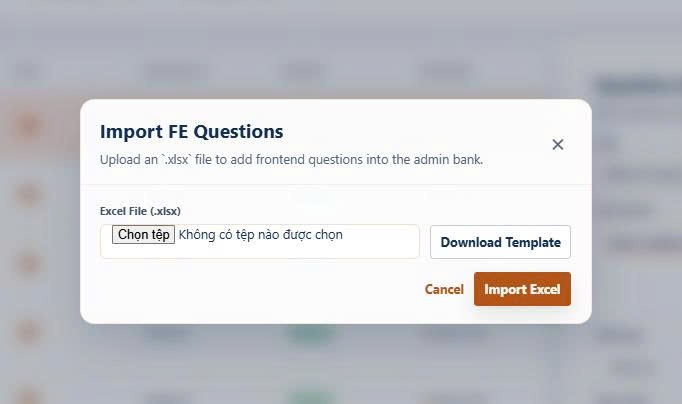 Import FE Questions
Upload an `.xlsx` file to add frontend questions into the admin bank.
Excel File (.xlsx)
Chọn tệp Không có tệp nào được chọn
Download Template
Cancel
Import Excel